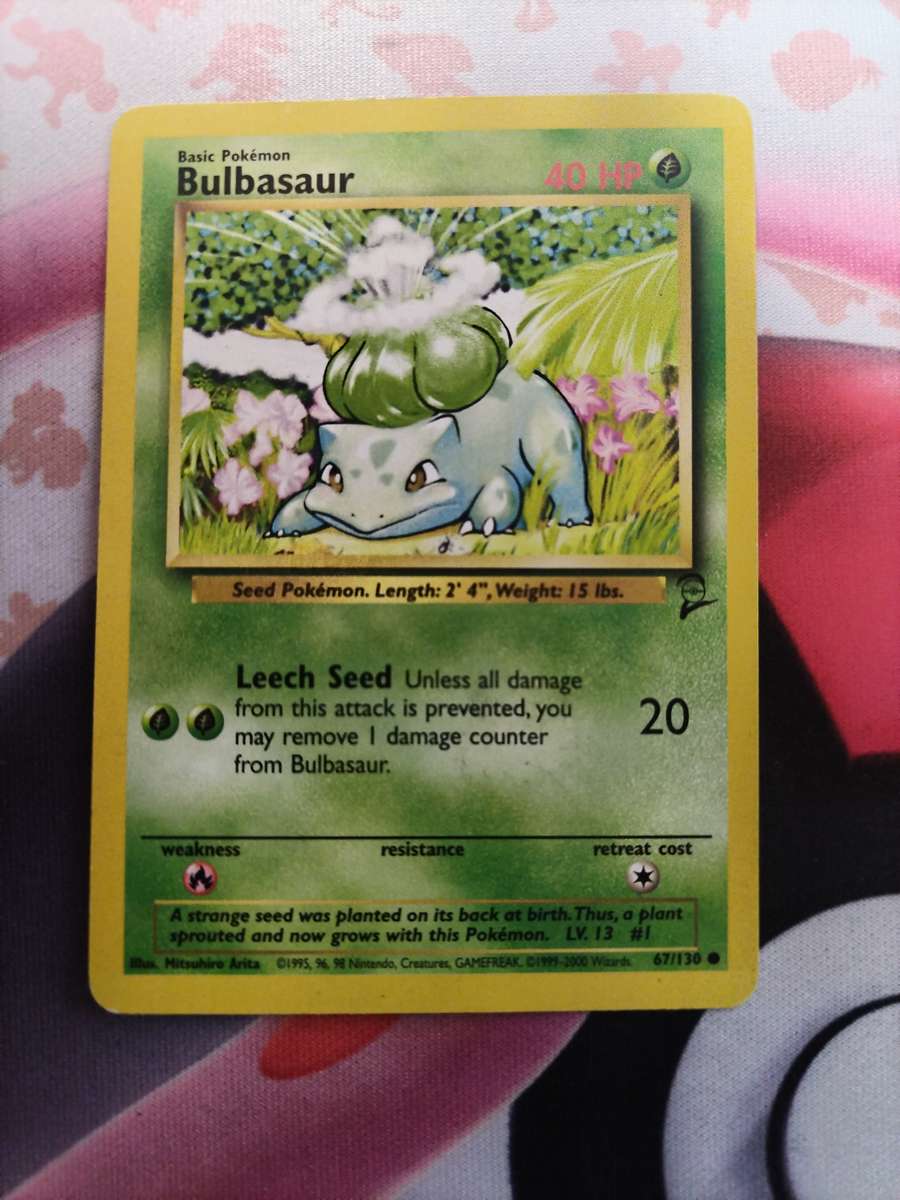 Basic Pokémon
Bulbasaur 40 HP
Seed Pokémon. Length: 2' 4", Weight: 15 lbs.
Leech Seed Unless all damage
from this attack is prevented, you
may remove 1 damage counter
from Bulbasaur.
20
weakness resistance retreat cost
A strange seed was planted on its back at birth. Thus, a plant
sprouted and now grows with this Pokémon. LV. 13 #1
Illus. Mitsuhiro Arita ©1995, 96, 98 Nintendo, Creatures, GAMEFREAK. ©1999-2000 Wizards. 67/130